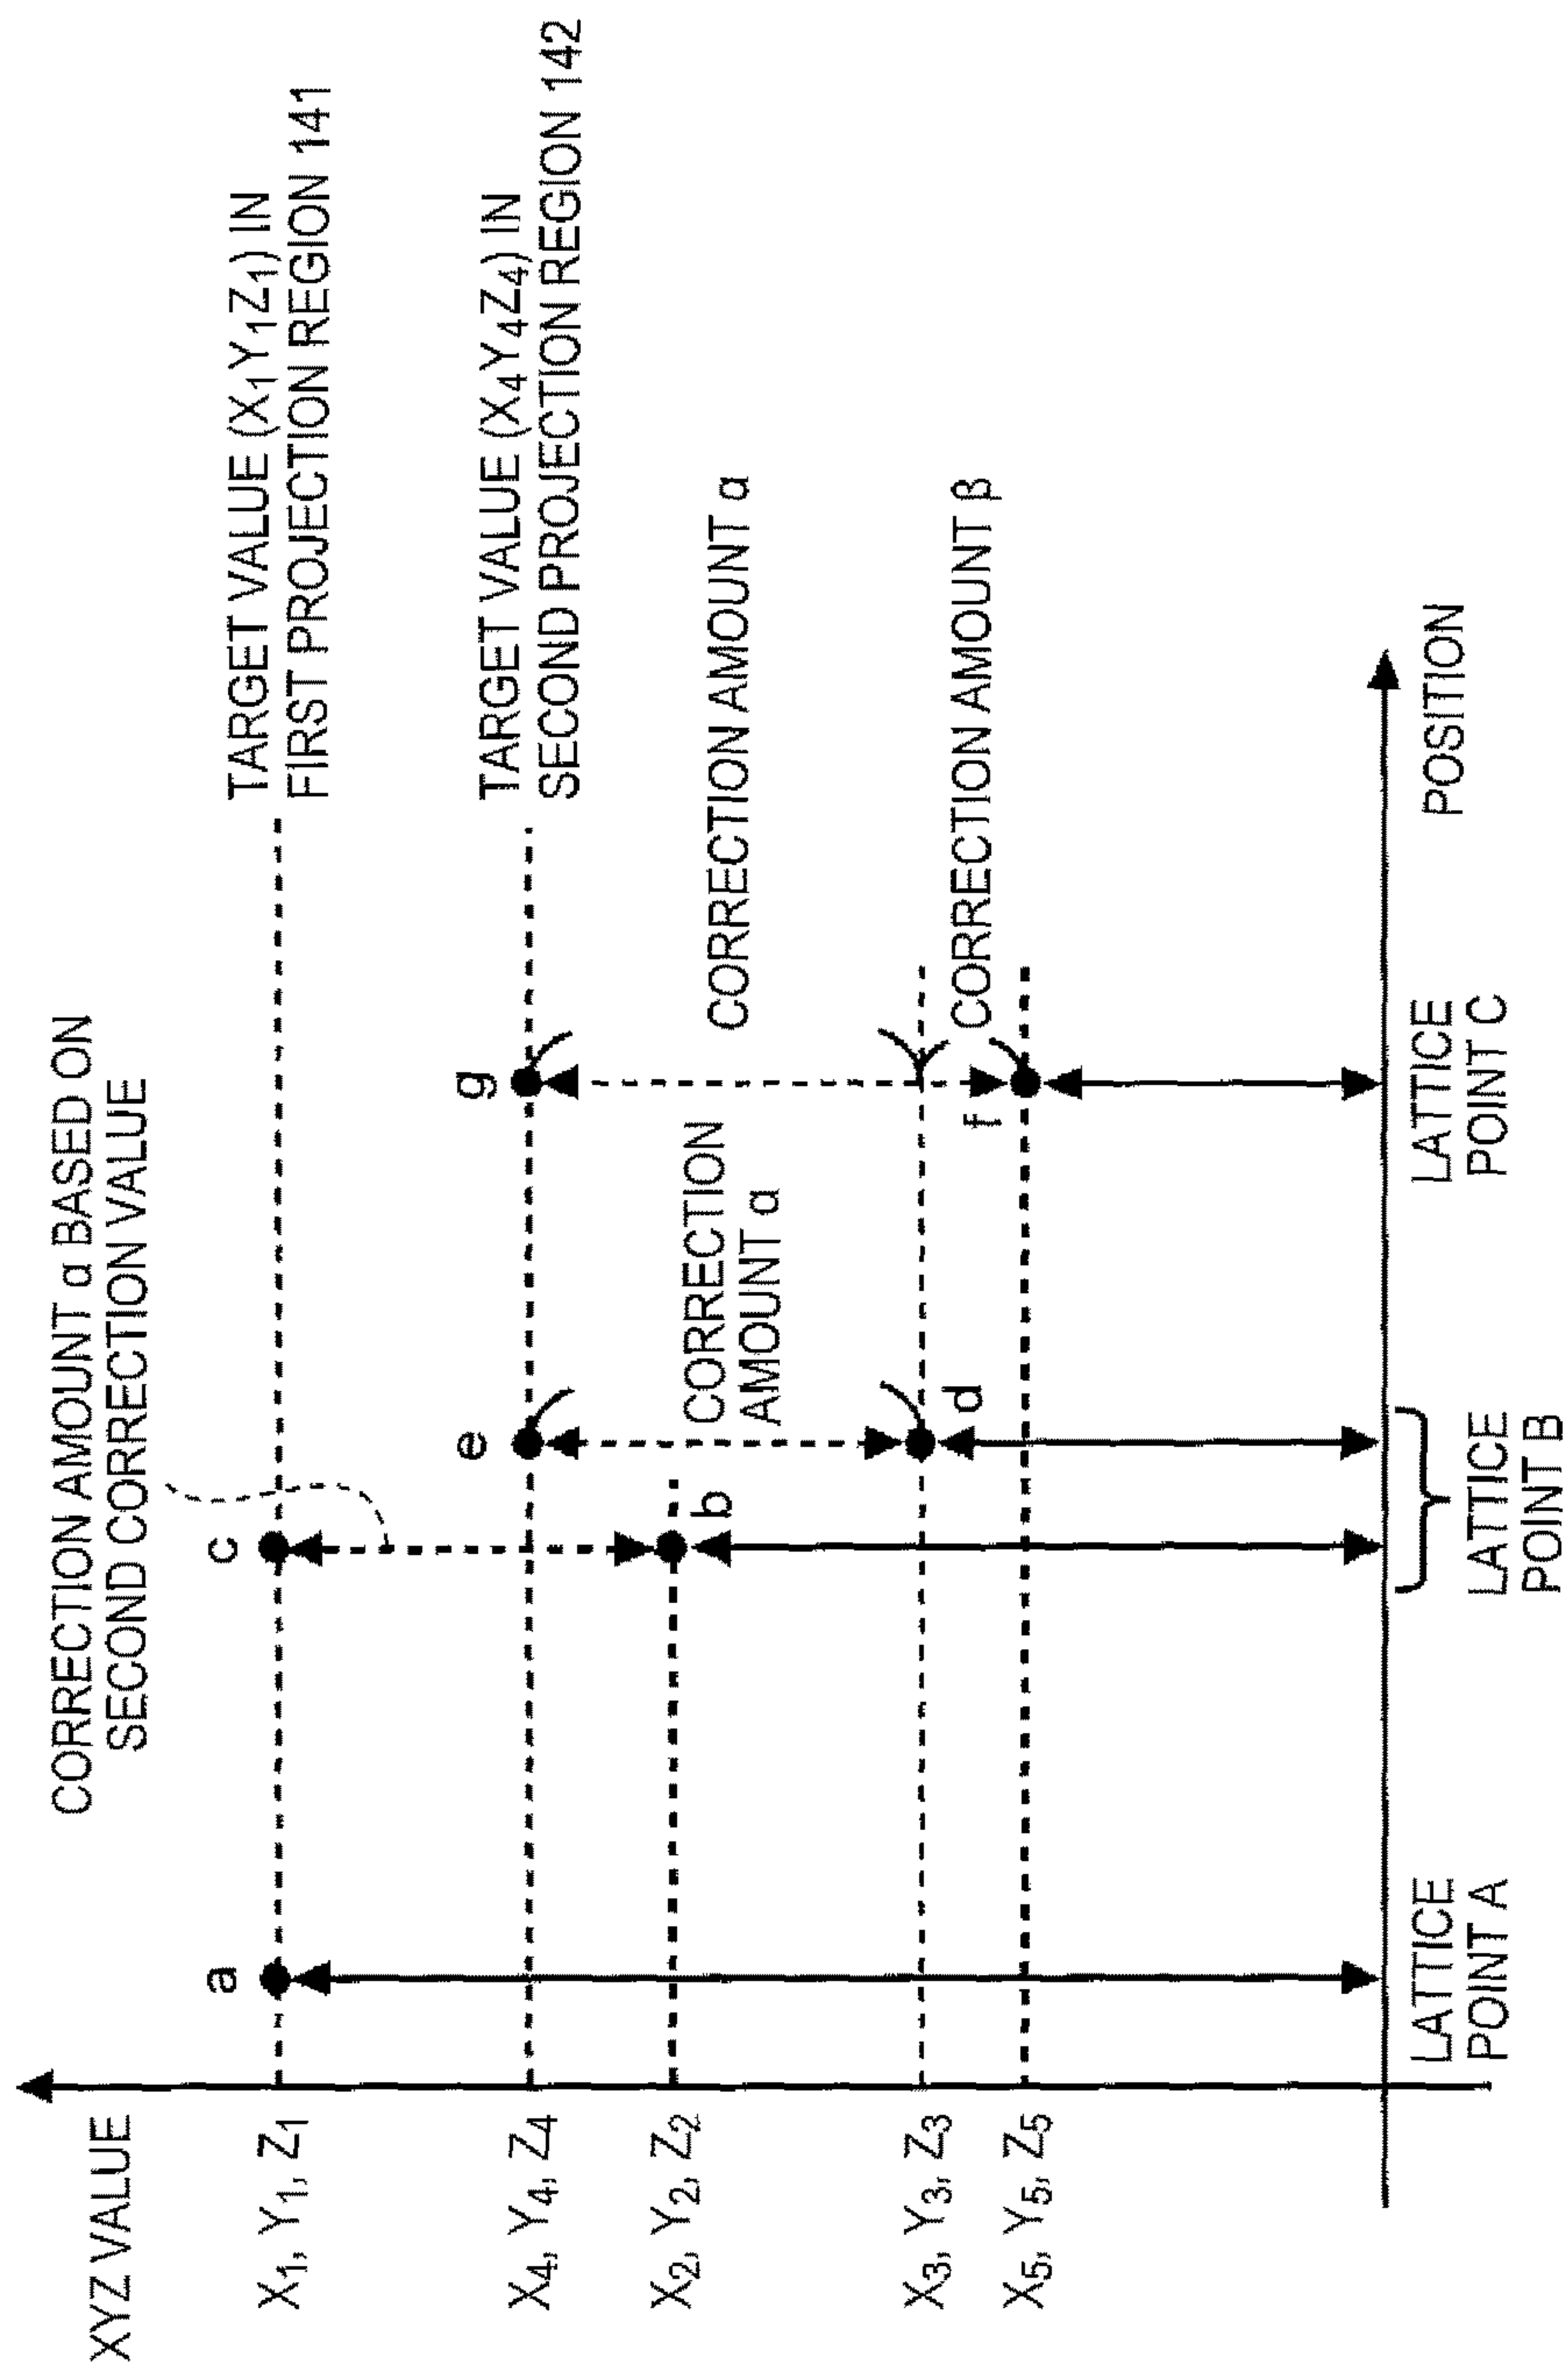 XYZ VALUE
CORRECTION AMOUNT α BASED ON
SECOND CORRECTION VALUE
X1, Y1, Z1
a
c
TARGET VALUE (X1Y1Z1) IN
FIRST PROJECTION REGION 141
X4, Y4, Z4
e
g
TARGET VALUE (X4Y4Z4) IN
SECOND PROJECTION REGION 142
X2, Y2, Z2
b
CORRECTION
AMOUNT α
CORRECTION AMOUNT α
X3, Y3, Z3
d
f
CORRECTION AMOUNT β
X5, Y5, Z5
LATTICE
POINT A
LATTICE
POINT B
LATTICE
POINT C
POSITION